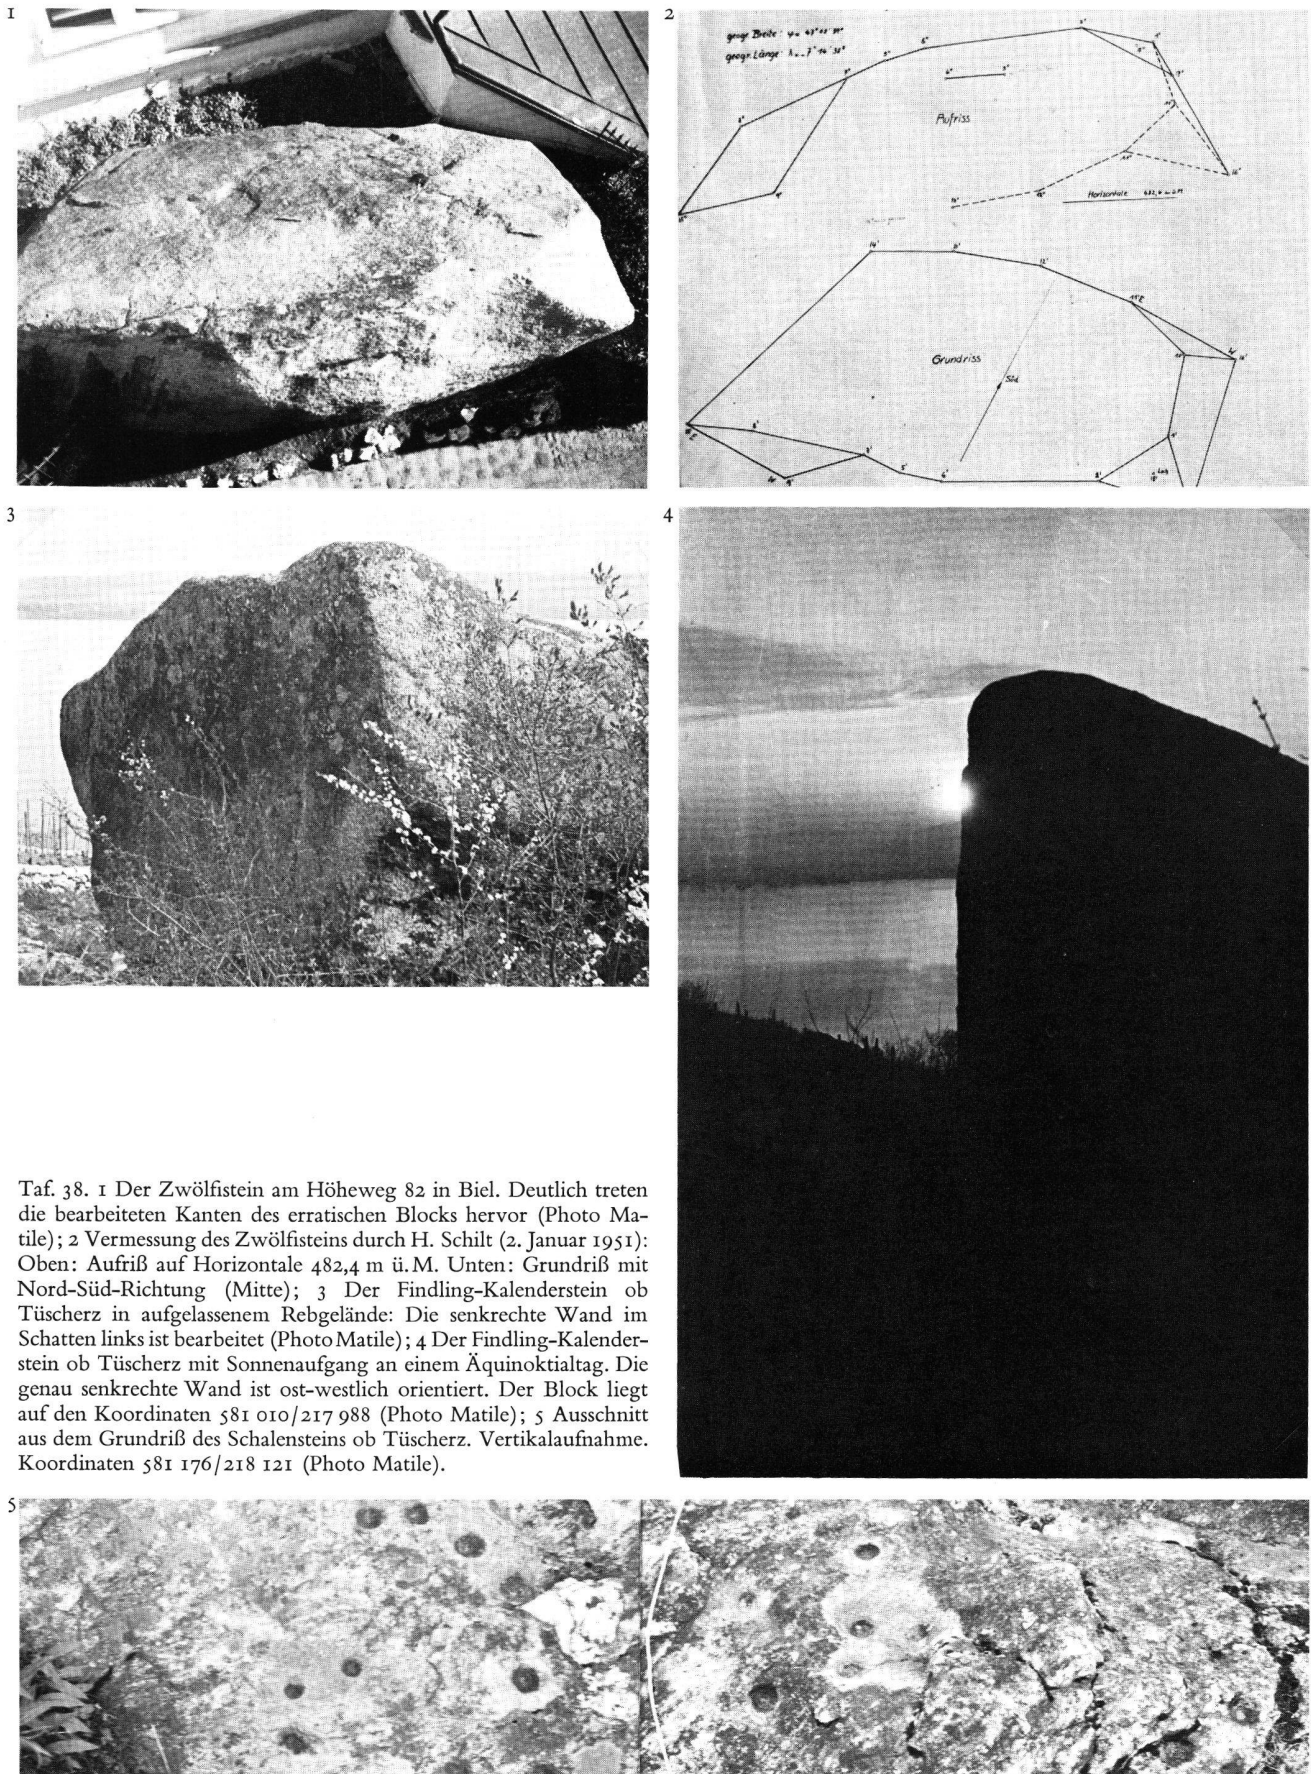 1
2
geogr. Breite: φ =
geogr. Länge: λ =
Aufriss
Horizontale 482,4 ü. M.
14'
12'
Grundriss
Süd
3
4
Taf. 38. 1 Der Zwölfistein am Höheweg 82 in Biel. Deutlich treten
die bearbeiteten Kanten des erratischen Blocks hervor (Photo Ma-
tile); 2 Vermessung des Zwölfisteins durch H. Schilt (2. Januar 1951):
Oben: Aufriß auf Horizontale 482,4 m ü. M. Unten: Grundriß mit
Nord-Süd-Richtung (Mitte); 3 Der Findling-Kalenderstein ob
Tüscherz in aufgelassenem Rebgelände: Die senkrechte Wand im
Schatten links ist bearbeitet (Photo Matile); 4 Der Findling-Kalender-
stein ob Tüscherz mit Sonnenaufgang an einem Äquinoktialtag. Die
genau senkrechte Wand ist ost-westlich orientiert. Der Block liegt
auf den Koordinaten 581 010/217 988 (Photo Matile); 5 Ausschnitt
aus dem Grundriß des Schalensteins ob Tüscherz. Vertikalaufnahme.
Koordinaten 581 176/218 121 (Photo Matile).
5